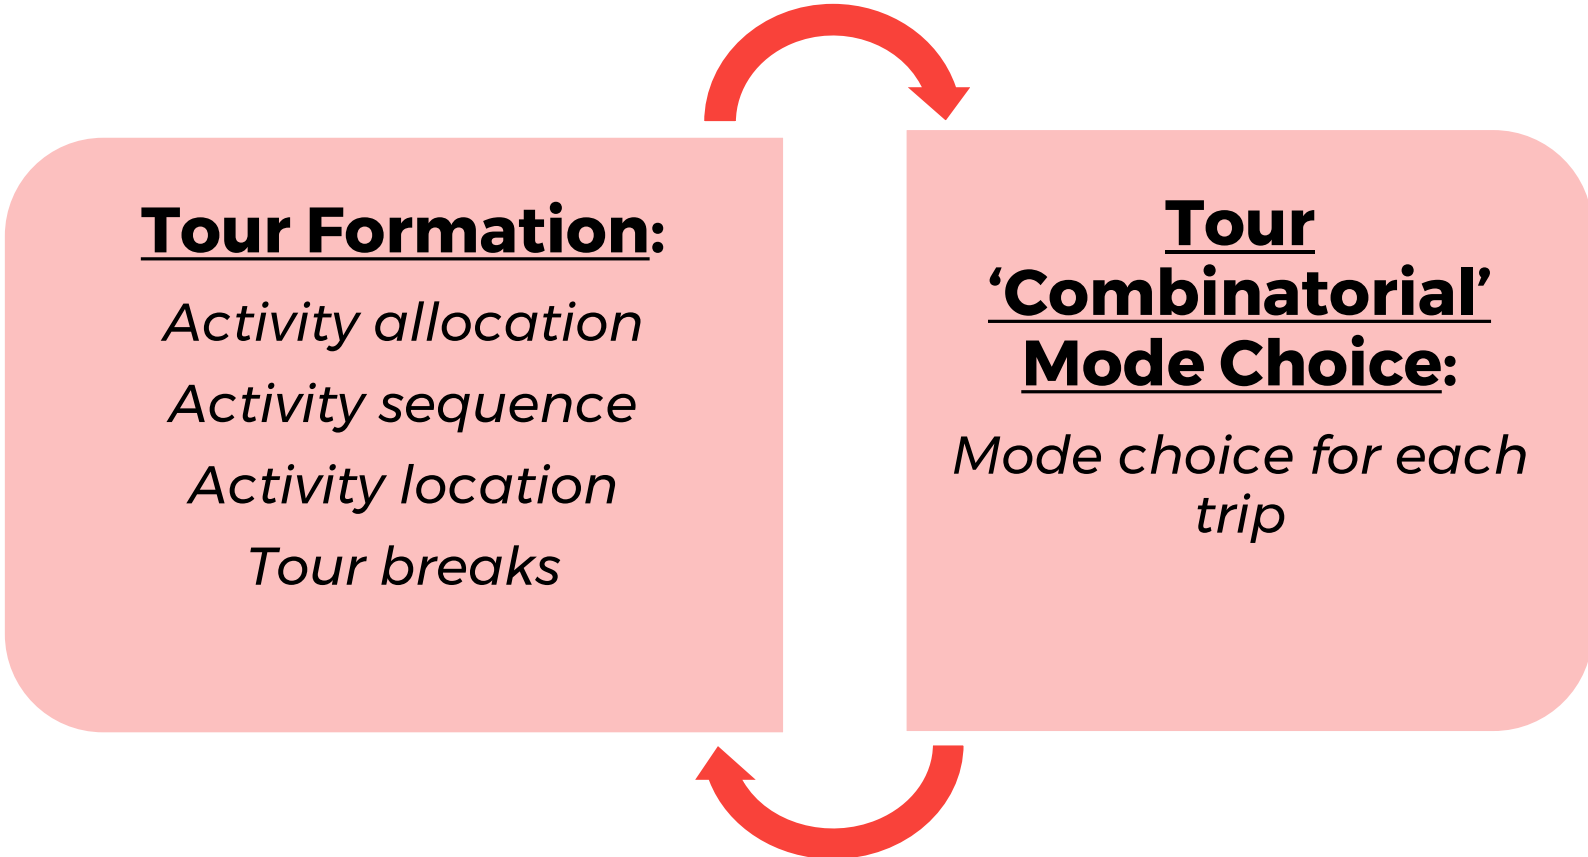 Tour Formation:
Activity allocation
Activity sequence
Activity location
Tour breaks
Tour
‘Combinatorial’
Mode Choice:
Mode choice for each
trip